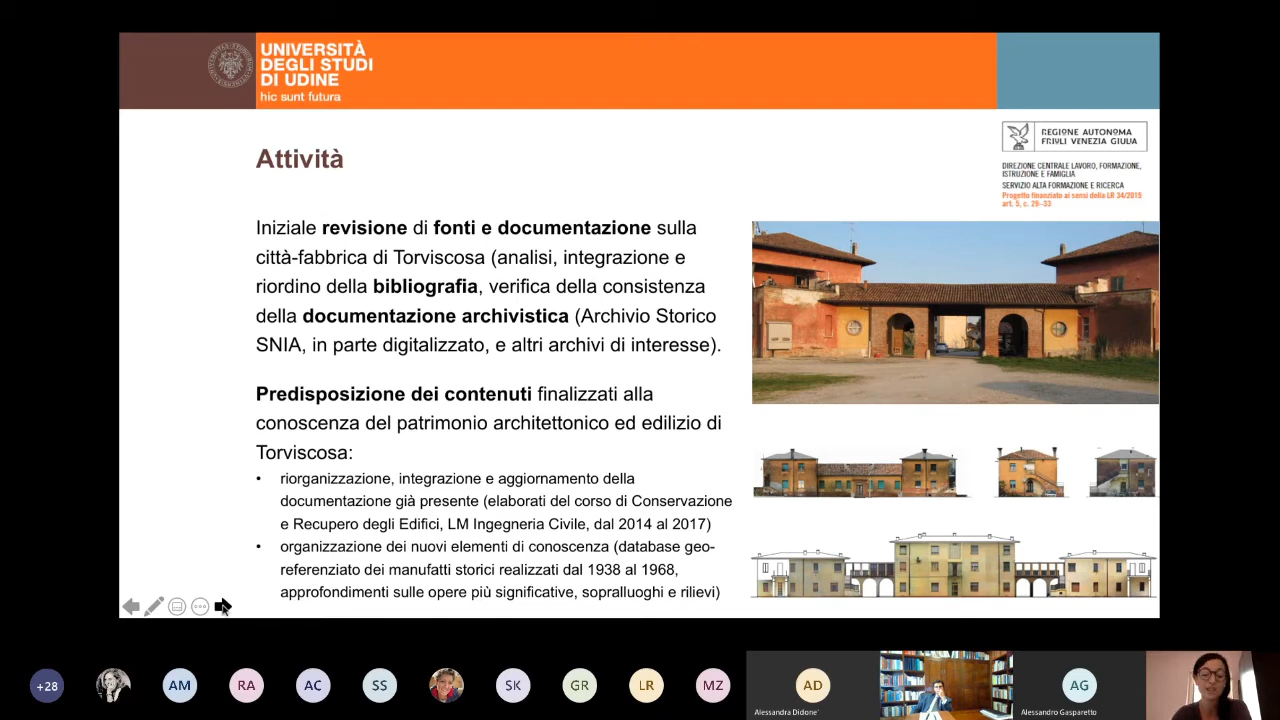 UNIVERSITÀ
DEGLI STUDI
DI UDINE
hic sunt futura
REGIONE AUTONOMA
FRIULI VENEZIA GIULIA
DIREZIONE CENTRALE LAVORO, FORMAZIONE,
ISTRUZIONE E FAMIGLIA
SERVIZIO ALTA FORMAZIONE E RICERCA
Progetto finanziato ai sensi della LR 34/2015
art. 5, c. 29–33
Attività
Iniziale revisione di fonti e documentazione sulla
città-fabbrica di Torviscosa (analisi, integrazione e
riordino della bibliografia, verifica della consistenza
della documentazione archivistica (Archivio Storico
SNIA, in parte digitalizzato, e altri archivi di interesse).
Predisposizione dei contenuti finalizzati alla
conoscenza del patrimonio architettonico ed edilizio di
Torviscosa:
• riorganizzazione, integrazione e aggiornamento della
documentazione già presente (elaborati del corso di Conservazione
e Recupero degli Edifici, LM Ingegneria Civile, dal 2014 al 2017)
• organizzazione dei nuovi elementi di conoscenza (database geo-
referenziato dei manufatti storici realizzati dal 1938 al 1968,
approfondimenti sulle opere più significative, sopralluoghi e rilievi)
+28
AM
RA
AC
SS
SK
GR
LR
MZ
AD
Alessandra Didone'
AG
Alessandro Gasparetto